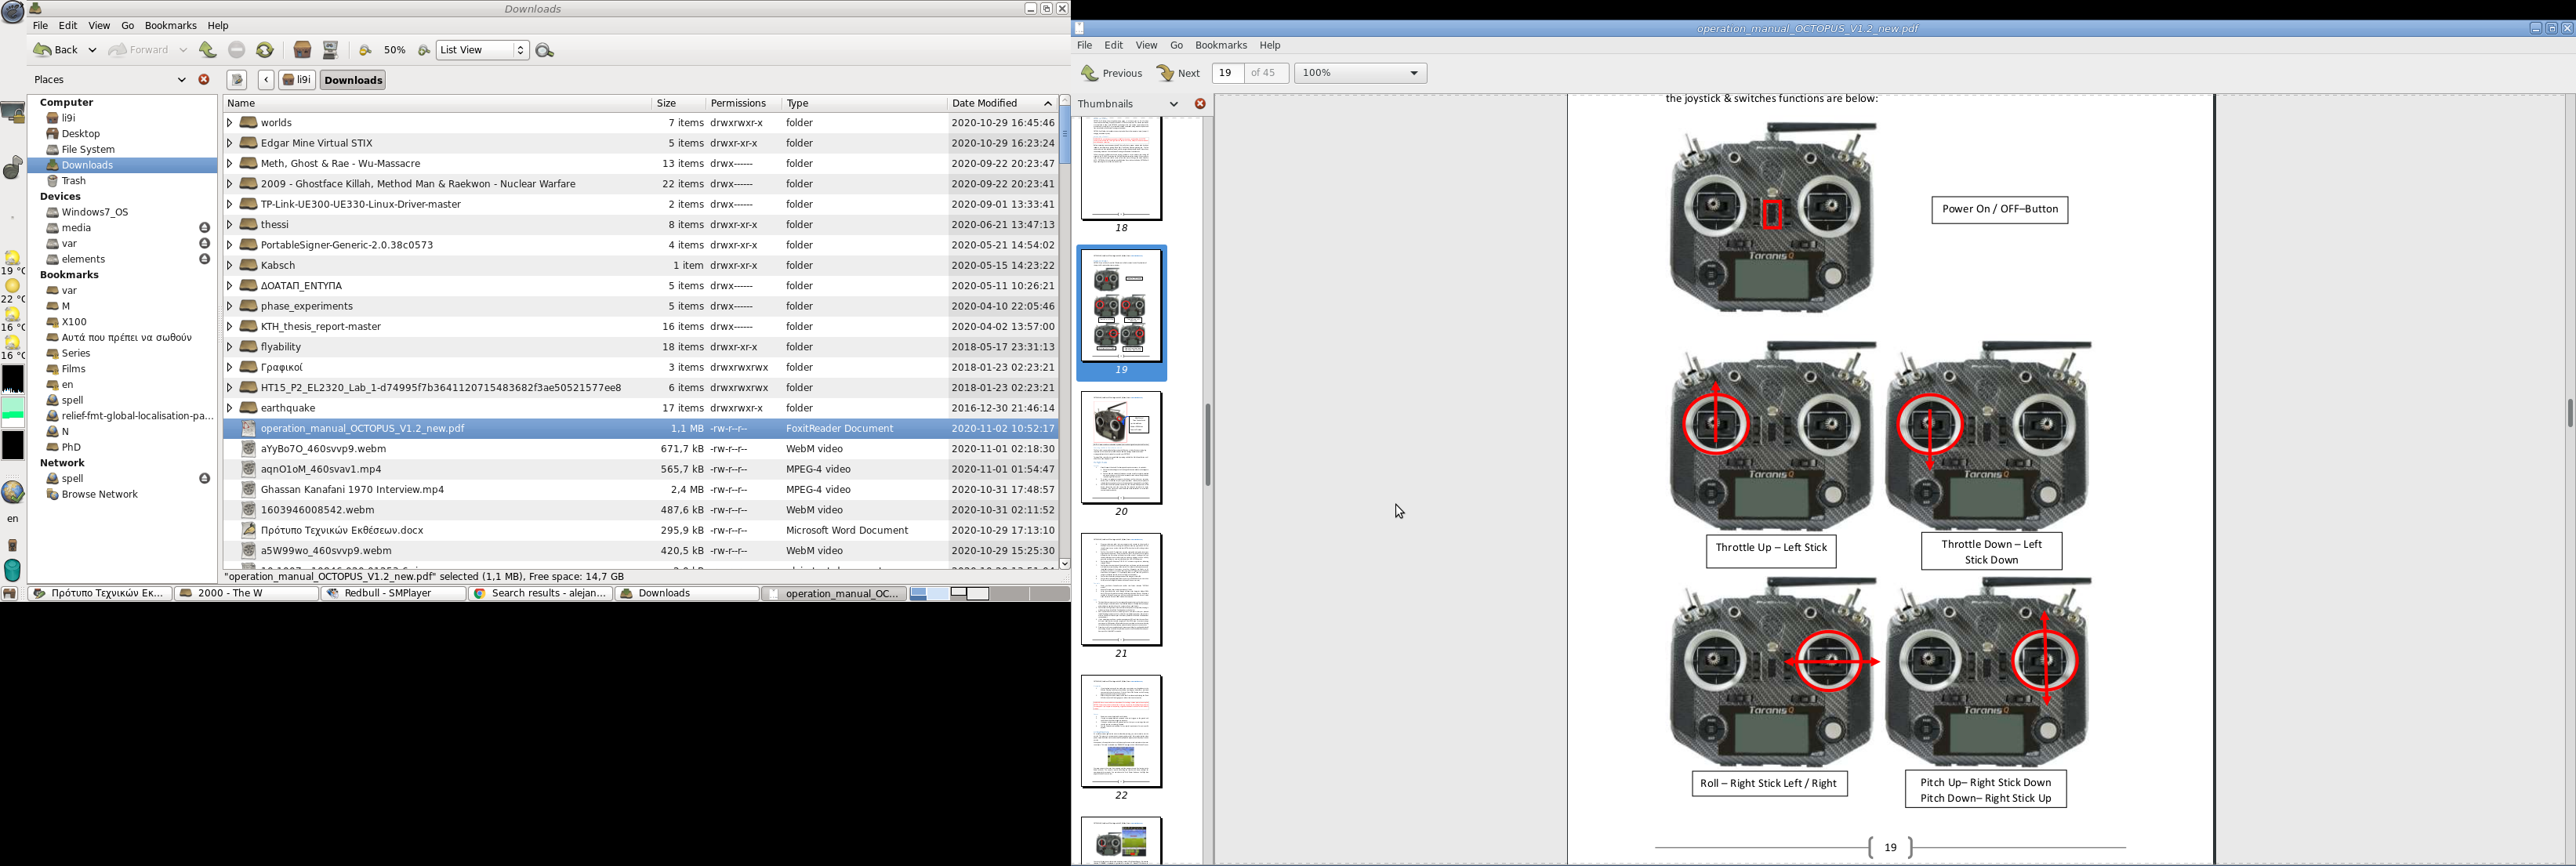 Downloads
File Edit View Go Bookmarks Help
Back Forward 50% List View
Places li9i Downloads
Computer
li9i
Desktop
File System
Downloads
Trash
Devices
Windows7_OS
media
var
elements
Bookmarks
var
M
X100
Αυτά που πρέπει να σωθούν
Series
Films
en
spell
relief-fmt-global-localisation-pa...
N
PhD
Network
spell
Browse Network
19 °C
22 °C
16 °C
16 °C
en
Name Size Permissions Type Date Modified
worlds 7 items drwxrwxr-x folder 2020-10-29 16:45:46
Edgar Mine Virtual STIX 5 items drwxr-xr-x folder 2020-10-29 16:23:24
Meth, Ghost & Rae - Wu-Massacre 13 items drwx------ folder 2020-09-22 20:23:47
2009 - Ghostface Killah, Method Man & Raekwon - Nuclear Warfare 22 items drwx------ folder 2020-09-22 20:23:41
TP-Link-UE300-UE330-Linux-Driver-master 2 items drwx------ folder 2020-09-01 13:33:41
thessi 8 items drwxr-xr-x folder 2020-06-21 13:47:13
PortableSigner-Generic-2.0.38c0573 4 items drwxr-xr-x folder 2020-05-21 14:54:02
Kabsch 1 item drwxr-xr-x folder 2020-05-15 14:23:22
ΔΟΑΤΑΠ_ΕΝΤΥΠΑ 5 items drwx------ folder 2020-05-11 10:26:21
phase_experiments 5 items drwx------ folder 2020-04-10 22:05:46
KTH_thesis_report-master 16 items drwx------ folder 2020-04-02 13:57:00
flyability 18 items drwxr-xr-x folder 2018-05-17 23:31:13
Γραφικοί 3 items drwxrwxrwx folder 2018-01-23 02:23:21
HT15_P2_EL2320_Lab_1-d74995f7b3641120715483682f3ae50521577ee8 6 items drwxrwxrwx folder 2018-01-23 02:23:21
earthquake 17 items drwxrwxr-x folder 2016-12-30 21:46:14
operation_manual_OCTOPUS_V1.2_new.pdf 1,1 MB -rw-r--r-- FoxitReader Document 2020-11-02 10:52:17
aYyBo7O_460svvp9.webm 671,7 kB -rw-r--r-- WebM video 2020-11-01 02:18:30
aqnO1oM_460svav1.mp4 565,7 kB -rw-r--r-- MPEG-4 video 2020-11-01 01:54:47
Ghassan Kanafani 1970 Interview.mp4 2,4 MB -rw-r--r-- MPEG-4 video 2020-10-31 17:48:57
1603946008542.webm 487,6 kB -rw-r--r-- WebM video 2020-10-31 02:11:52
Πρότυπο Τεχνικών Εκθέσεων.docx 295,9 kB -rw-r--r-- Microsoft Word Document 2020-10-29 17:13:10
a5W99wo_460svvp9.webm 420,5 kB -rw-r--r-- WebM video 2020-10-29 15:25:30
"operation_manual_OCTOPUS_V1.2_new.pdf" selected (1,1 MB), Free space: 14,7 GB
Πρότυπο Τεχνικών Εκ... 2000 - The W Redbull - SMPlayer Search results - alejan... Downloads operation_manual_OC...
operation_manual_OCTOPUS_V1.2_new.pdf
File Edit View Go Bookmarks Help
Previous Next 19 of 45 100%
Thumbnails
18
19
20
21
22
the joystick & switches functions are below:
Power On / OFF–Button
Taranis Q
Taranis Q
Taranis Q
Throttle Up – Left Stick
Throttle Down – Left
Stick Down
Taranis Q
Taranis Q
Roll – Right Stick Left / Right
Pitch Up– Right Stick Down
Pitch Down– Right Stick Up
19